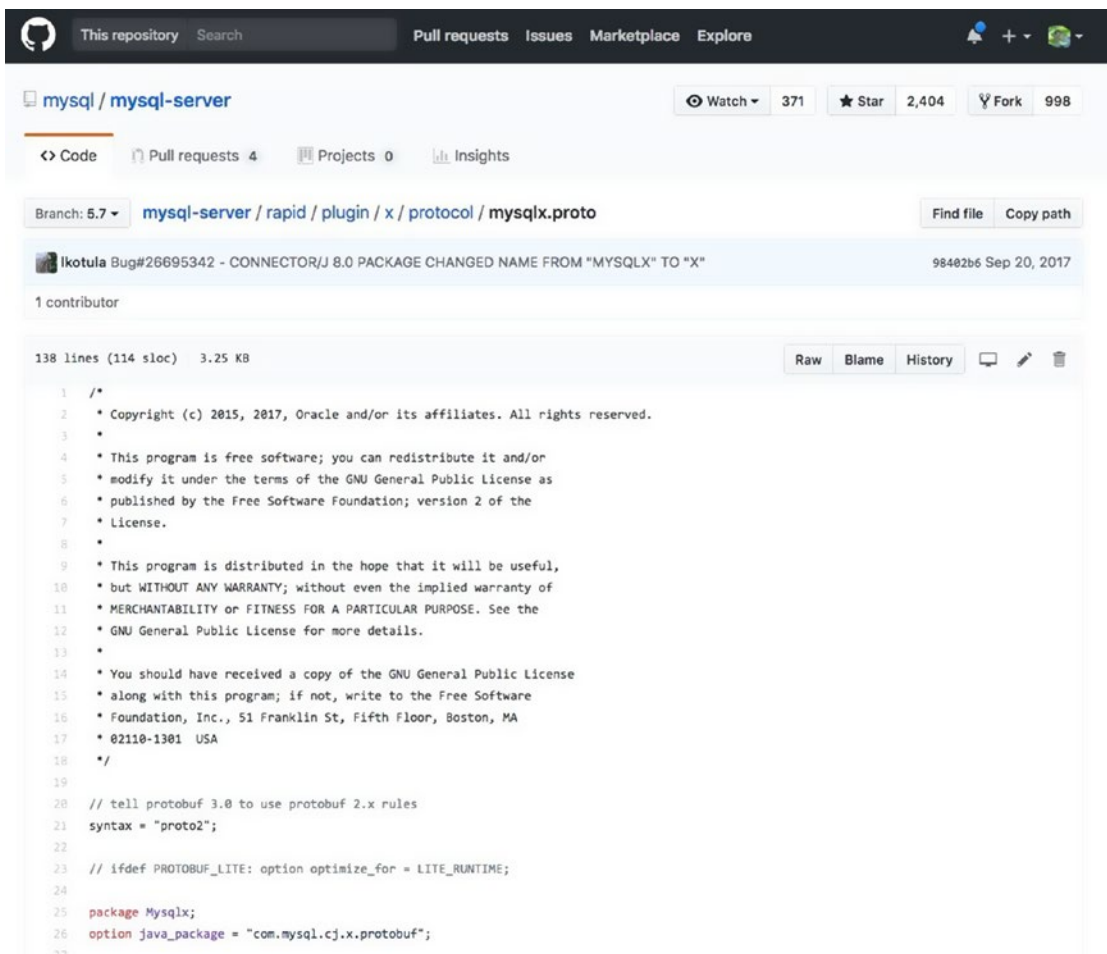 This repository Search Pull requests Issues Marketplace Explore
mysql / mysql-server Watch 371 Star 2,404 Fork 998
<> Code Pull requests 4 Projects 0 Insights
Branch: 5.7 mysql-server / rapid / plugin / x / protocol / mysqlx.proto Find file Copy path
lkotula Bug#26695342 - CONNECTOR/J 8.0 PACKAGE CHANGED NAME FROM "MYSQLX" TO "X" 98402b6 Sep 20, 2017
1 contributor
138 lines (114 sloc) 3.25 KB Raw Blame History
1 /*
2 * Copyright (c) 2015, 2017, Oracle and/or its affiliates. All rights reserved.
3 *
4 * This program is free software; you can redistribute it and/or
5 * modify it under the terms of the GNU General Public License as
6 * published by the Free Software Foundation; version 2 of the
7 * License.
8 *
9 * This program is distributed in the hope that it will be useful,
10 * but WITHOUT ANY WARRANTY; without even the implied warranty of
11 * MERCHANTABILITY or FITNESS FOR A PARTICULAR PURPOSE. See the
12 * GNU General Public License for more details.
13 *
14 * You should have received a copy of the GNU General Public License
15 * along with this program; if not, write to the Free Software
16 * Foundation, Inc., 51 Franklin St, Fifth Floor, Boston, MA
17 * 02110-1301 USA
18 */
19
20 // tell protobuf 3.0 to use protobuf 2.x rules
21 syntax = "proto2";
22
23 // ifdef PROTOBUF_LITE: option optimize_for = LITE_RUNTIME;
24
25 package Mysqlx;
26 option java_package = "com.mysql.cj.x.protobuf";